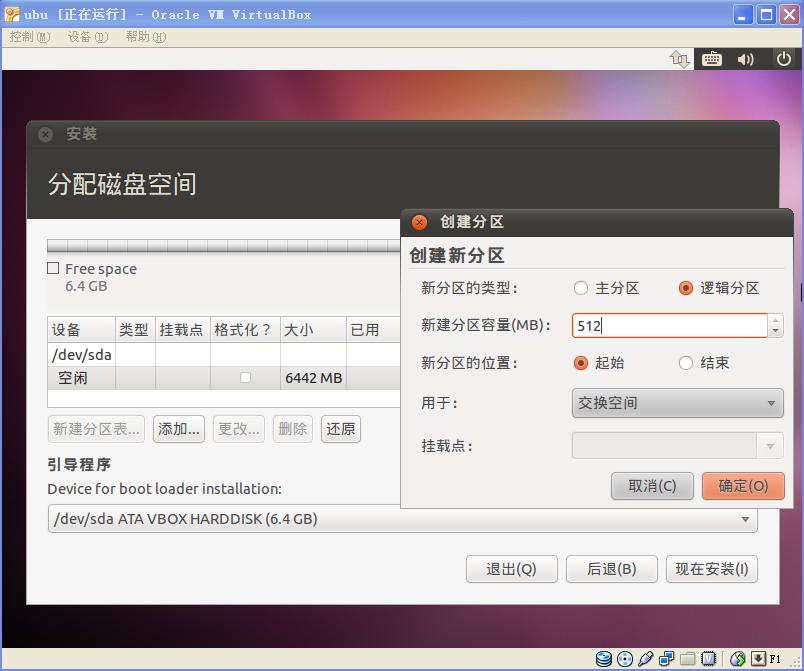 ubu [正在运行] - Oracle VM VirtualBox
控制(M) 设备(D) 帮助(H)
安装
分配磁盘空间
Free space
6.4 GB
设备 类型 挂载点 格式化？ 大小 已用
/dev/sda
空闲 6442 MB
新建分区表... 添加... 更改... 删除 还原
引导程序
Device for boot loader installation:
/dev/sda ATA VBOX HARDDISK (6.4 GB)
退出(Q) 后退(B) 现在安装(I)
创建分区
创建新分区
新分区的类型： 主分区 逻辑分区
新建分区容量(MB)： 512
新分区的位置： 起始 结束
用于： 交换空间
挂载点：
取消(C) 确定(O)
F1